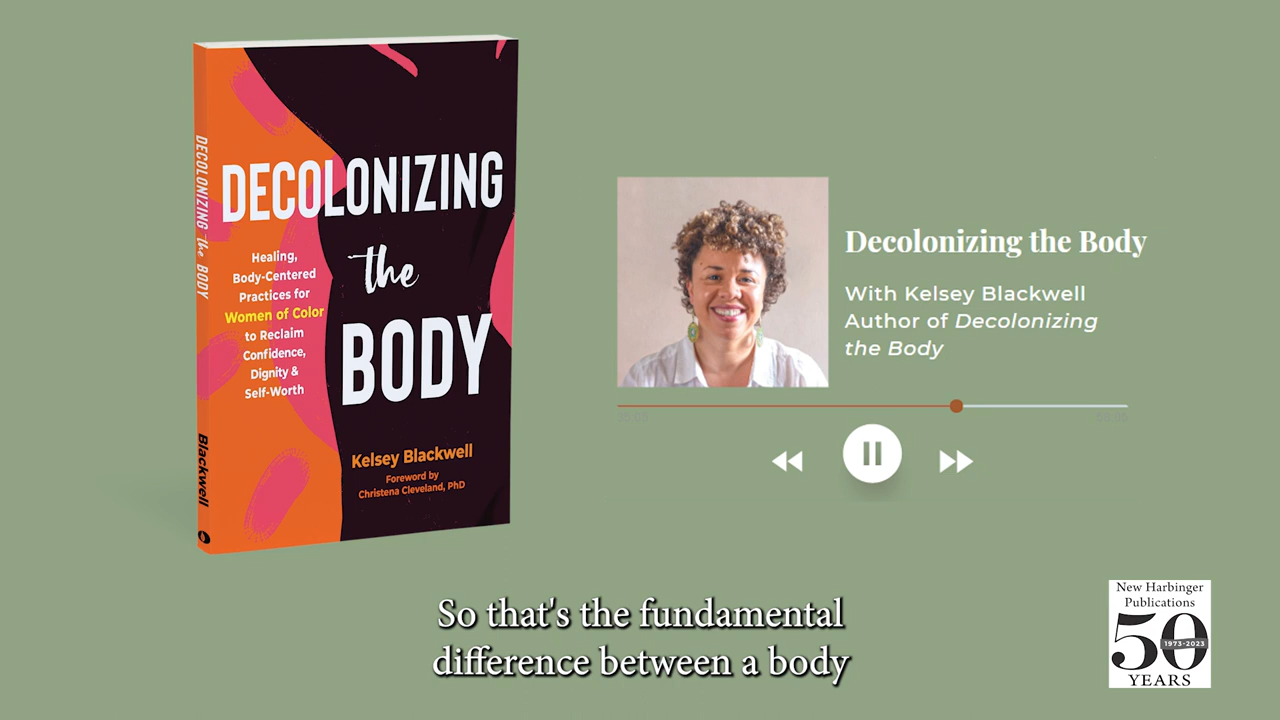 DECOLONIZING the BODY
Blackwell
DECOLONIZING
the
BODY
Healing,
Body-Centered
Practices for
Women of Color
to Reclaim
Confidence,
Dignity &
Self-Worth
Kelsey Blackwell
Foreword by
Christena Cleveland, PhD
Decolonizing the Body
With Kelsey Blackwell
Author of Decolonizing
the Body
So that's the fundamental
difference between a body
New Harbinger
Publications
50
1973-2023
YEARS